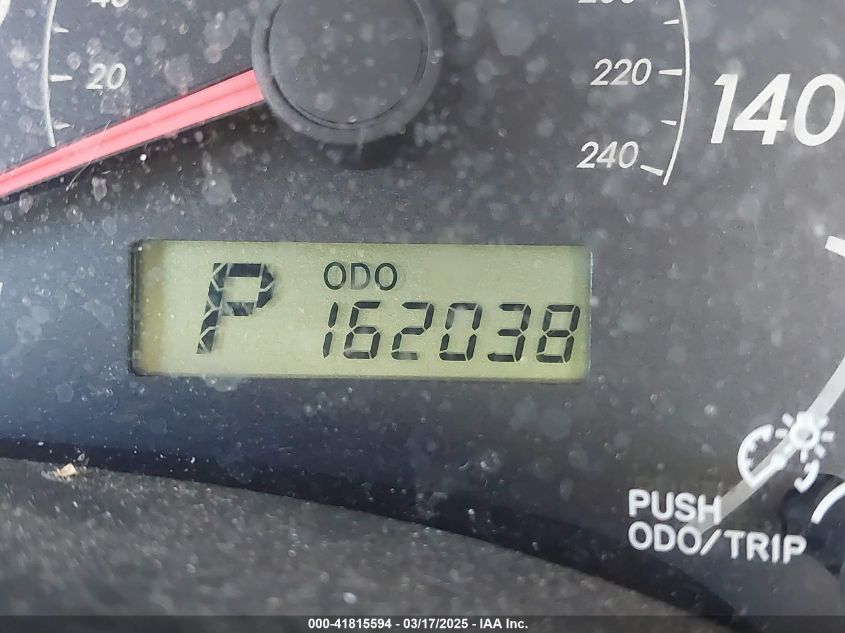 20
220
140
240
P
ODO
162038
PUSH
ODO/TRIP
000-41815594 - 03/17/2025 - IAA Inc.